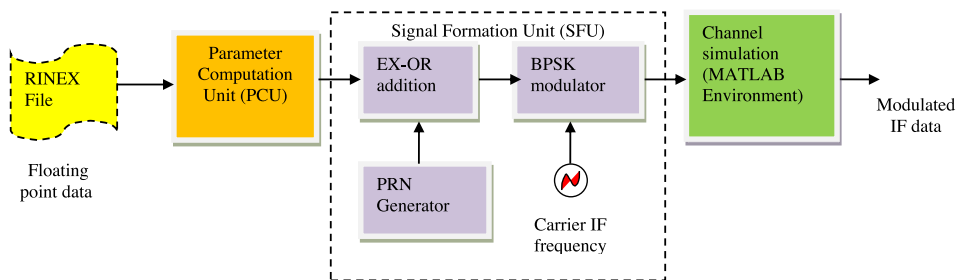 RINEX
File
Floating
point data
Parameter
Computation
Unit (PCU)
Signal Formation Unit (SFU)
EX-OR
addition
BPSK
modulator
PRN
Generator
Carrier IF
frequency
Channel
simulation
(MATLAB
Environment)
Modulated
IF data